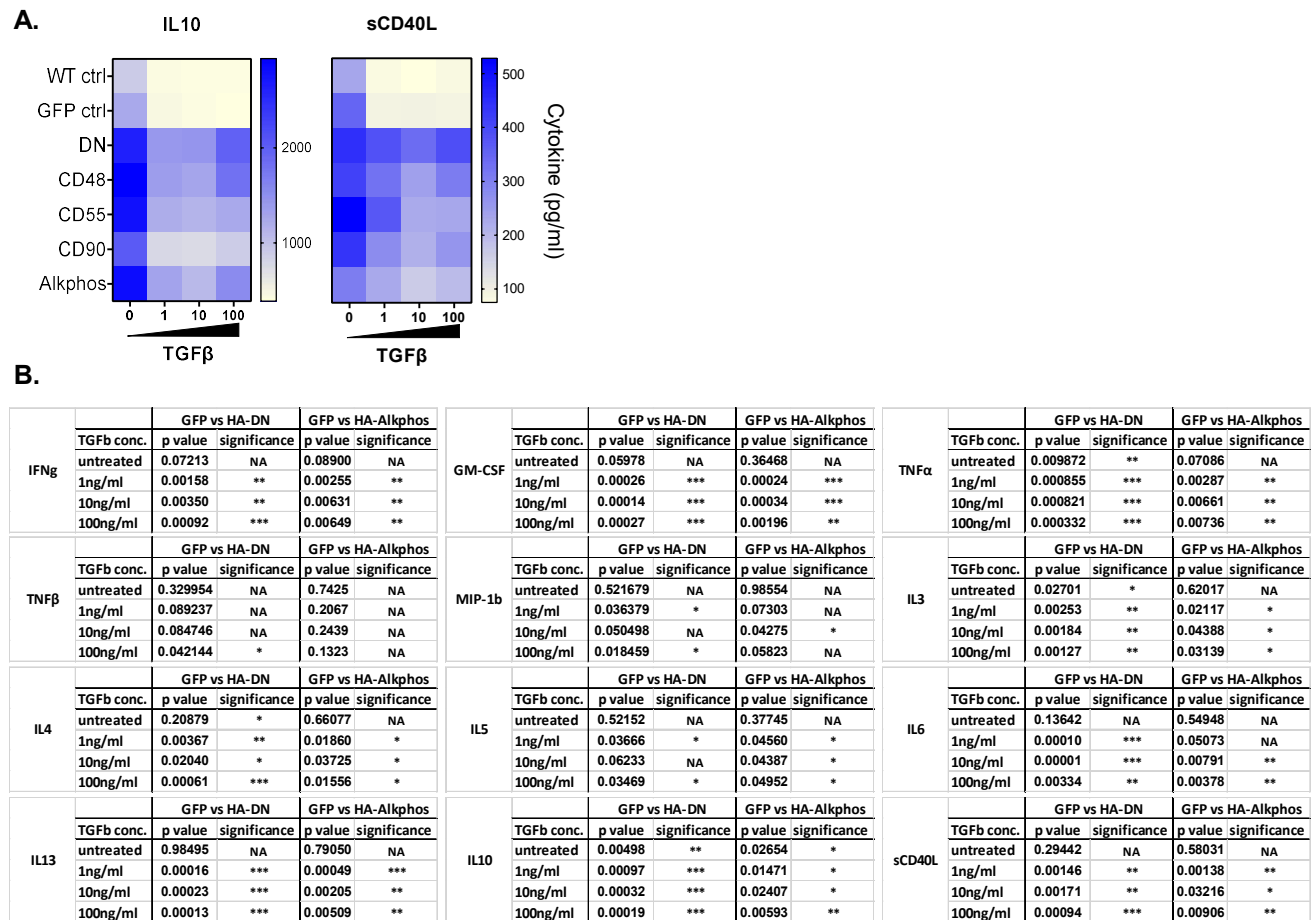 A.
IL10 sCD40L
WT ctrl
GFP ctrl
DN
CD48
CD55
CD90
Alkphos
2000
1000
500
400
300
200
100
Cytokine (pg/ml)
0 1 10 100 0 1 10 100
TGFβ TGFβ
B.
IFNg
GFP vs HA-DN GFP vs HA-Alkphos
TGFb conc. p value significance p value significance
untreated 0.07213 NA 0.08900 NA
1ng/ml 0.00158 ** 0.00255 **
10ng/ml 0.00350 ** 0.00631 **
100ng/ml 0.00092 *** 0.00649 **
GM-CSF
GFP vs HA-DN GFP vs HA-Alkphos
TGFb conc. p value significance p value significance
untreated 0.05978 NA 0.36468 NA
1ng/ml 0.00026 *** 0.00024 ***
10ng/ml 0.00014 *** 0.00034 ***
100ng/ml 0.00027 *** 0.00196 **
TNFα
GFP vs HA-DN GFP vs HA-Alkphos
TGFb conc. p value significance p value significance
untreated 0.009872 ** 0.07086 NA
1ng/ml 0.000855 *** 0.00287 **
10ng/ml 0.000821 *** 0.00661 **
100ng/ml 0.000332 *** 0.00736 **
TNFβ
GFP vs HA-DN GFP vs HA-Alkphos
TGFb conc. p value significance p value significance
untreated 0.329954 NA 0.7425 NA
1ng/ml 0.089237 NA 0.2067 NA
10ng/ml 0.084746 NA 0.2439 NA
100ng/ml 0.042144 * 0.1323 NA
MIP-1b
GFP vs HA-DN GFP vs HA-Alkphos
TGFb conc. p value significance p value significance
untreated 0.521679 NA 0.98554 NA
1ng/ml 0.036379 * 0.07303 NA
10ng/ml 0.050498 NA 0.04275 *
100ng/ml 0.018459 * 0.05823 NA
IL3
GFP vs HA-DN GFP vs HA-Alkphos
TGFb conc. p value significance p value significance
untreated 0.02701 * 0.62017 NA
1ng/ml 0.00253 ** 0.02117 *
10ng/ml 0.00184 ** 0.04388 *
100ng/ml 0.00127 ** 0.03139 *
IL4
GFP vs HA-DN GFP vs HA-Alkphos
TGFb conc. p value significance p value significance
untreated 0.20879 * 0.66077 NA
1ng/ml 0.00367 ** 0.01860 *
10ng/ml 0.02040 * 0.03725 *
100ng/ml 0.00061 *** 0.01556 *
IL5
GFP vs HA-DN GFP vs HA-Alkphos
TGFb conc. p value significance p value significance
untreated 0.52152 NA 0.37745 NA
1ng/ml 0.03666 * 0.04560 *
10ng/ml 0.06233 NA 0.04387 *
100ng/ml 0.03469 * 0.04952 *
IL6
GFP vs HA-DN GFP vs HA-Alkphos
TGFb conc. p value significance p value significance
untreated 0.13642 NA 0.54948 NA
1ng/ml 0.00010 *** 0.05073 NA
10ng/ml 0.00001 *** 0.00791 **
100ng/ml 0.00334 ** 0.00378 **
IL13
GFP vs HA-DN GFP vs HA-Alkphos
TGFb conc. p value significance p value significance
untreated 0.98495 NA 0.79050 NA
1ng/ml 0.00016 *** 0.00049 ***
10ng/ml 0.00023 *** 0.00205 **
100ng/ml 0.00013 *** 0.00509 **
IL10
GFP vs HA-DN GFP vs HA-Alkphos
TGFb conc. p value significance p value significance
untreated 0.00498 ** 0.02654 *
1ng/ml 0.00097 *** 0.01471 *
10ng/ml 0.00032 *** 0.02407 *
100ng/ml 0.00019 *** 0.00593 **
sCD40L
GFP vs HA-DN GFP vs HA-Alkphos
TGFb conc. p value significance p value significance
untreated 0.29442 NA 0.58031 NA
1ng/ml 0.00146 ** 0.00138 **
10ng/ml 0.00171 ** 0.03216 *
100ng/ml 0.00094 *** 0.00906 **